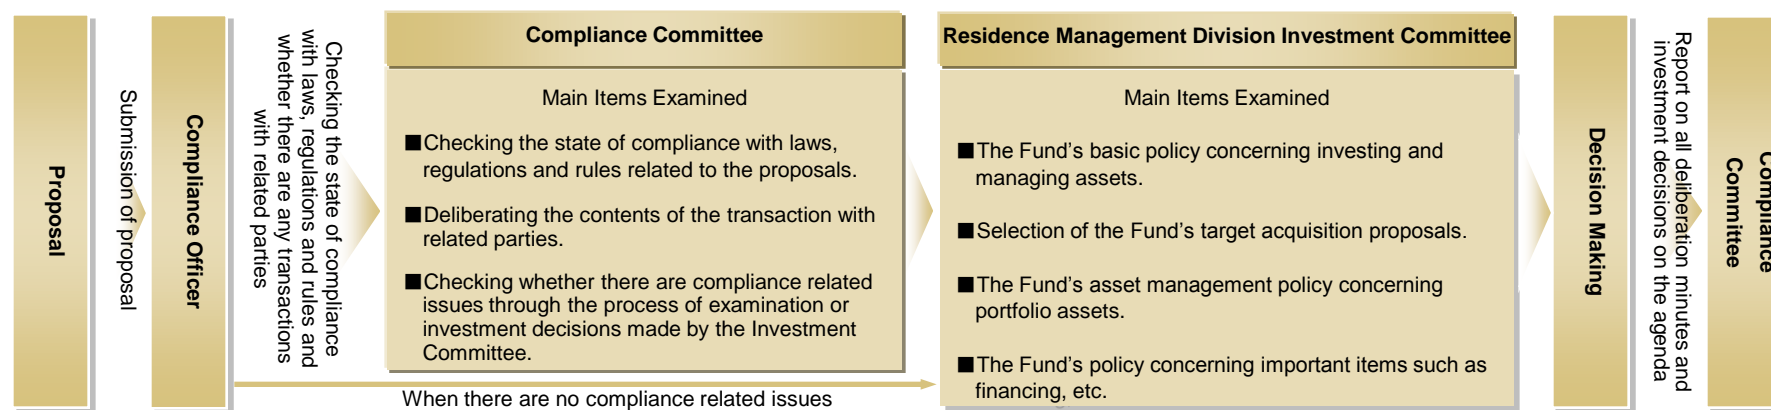 Proposal
Submission of proposal
Compliance Officer
Checking the state of compliance
with laws, regulations and rules and
whether there are any transactions
with related parties
Compliance Committee
Main Items Examined
■Checking the state of compliance with laws,
regulations and rules related to the proposals.
■Deliberating the contents of the transaction with
related parties.
■Checking whether there are compliance related
issues through the process of examination or
investment decisions made by the Investment
Committee.
When there are no compliance related issues
Residence Management Division Investment Committee
Main Items Examined
■The Fund's basic policy concerning investing and
managing assets.
■Selection of the Fund's target acquisition proposals.
■The Fund's asset management policy concerning
portfolio assets.
■The Fund's policy concerning important items such as
financing, etc.
Decision Making
Report on all deliberation minutes and
investment decisions on the agenda
Compliance
Committee